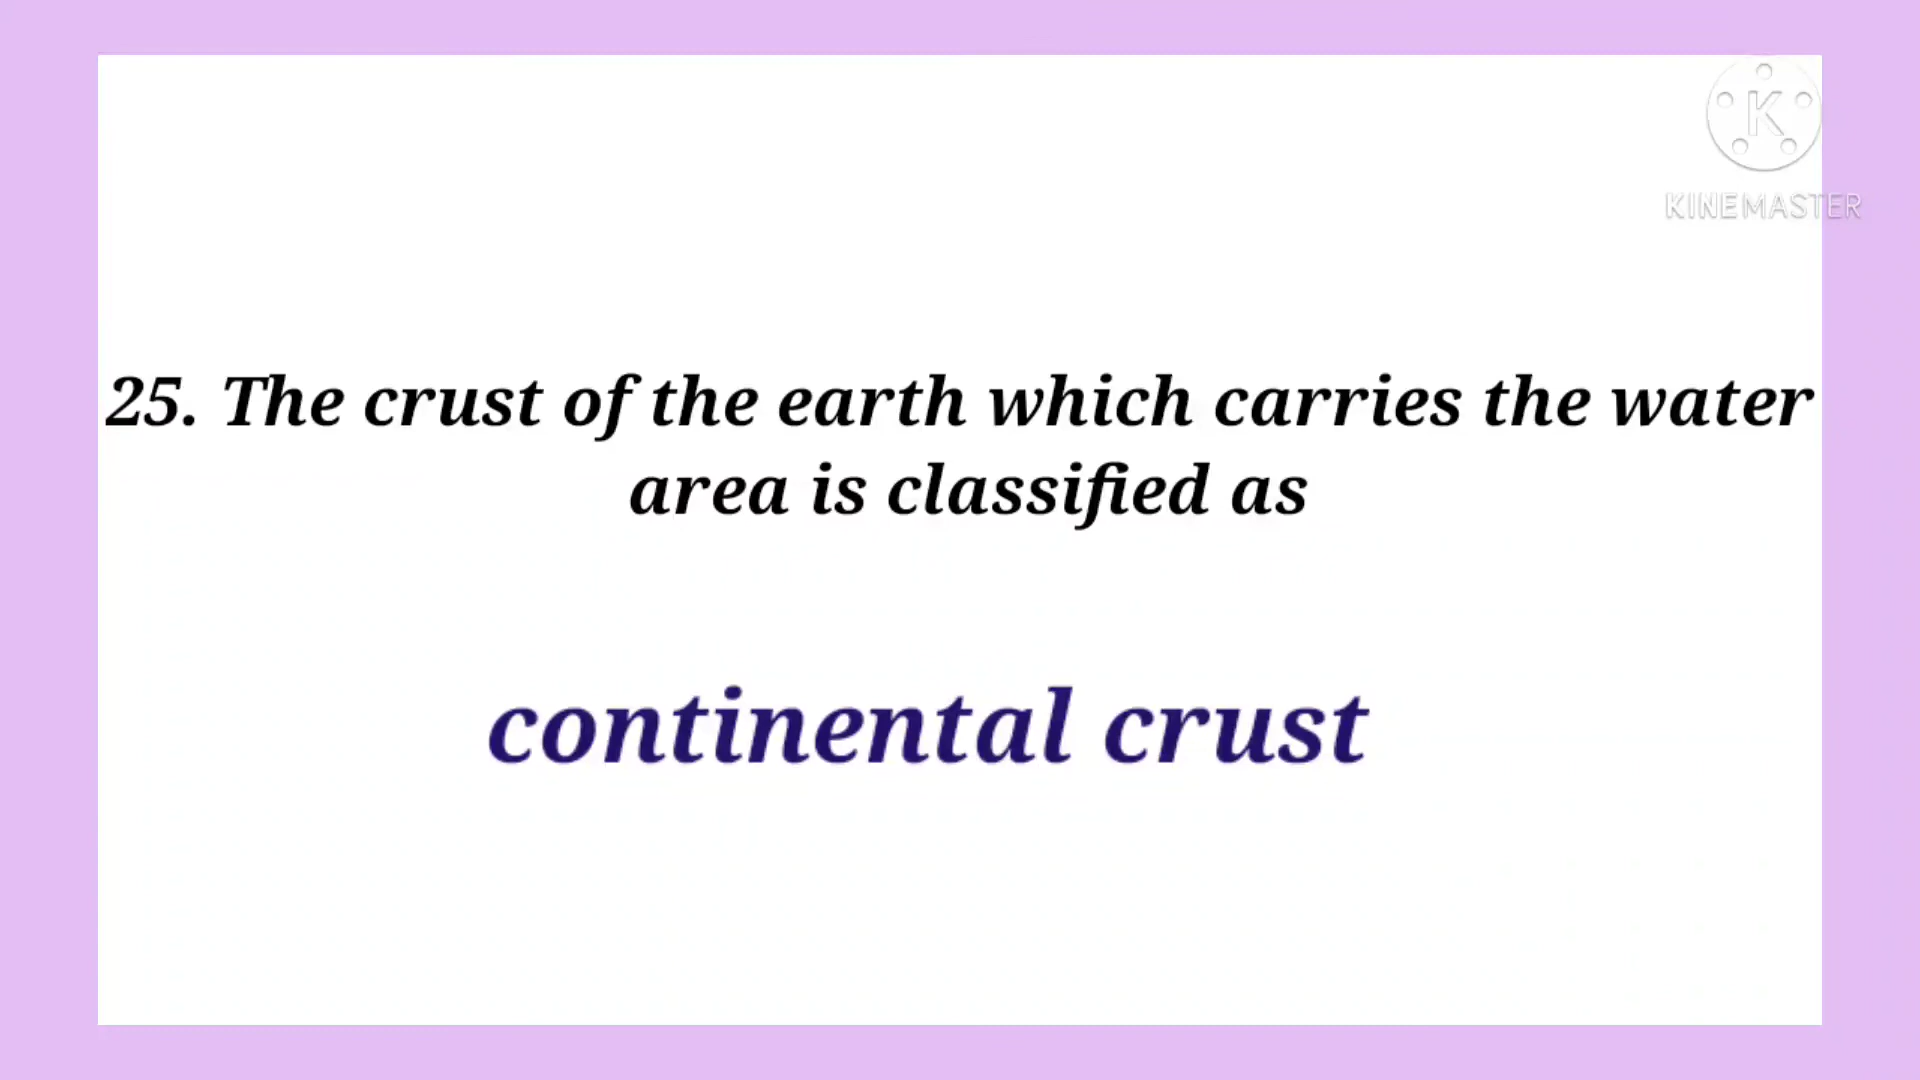 K
KINEMASTER
25. The crust of the earth which carries the water
area is classified as
continental crust